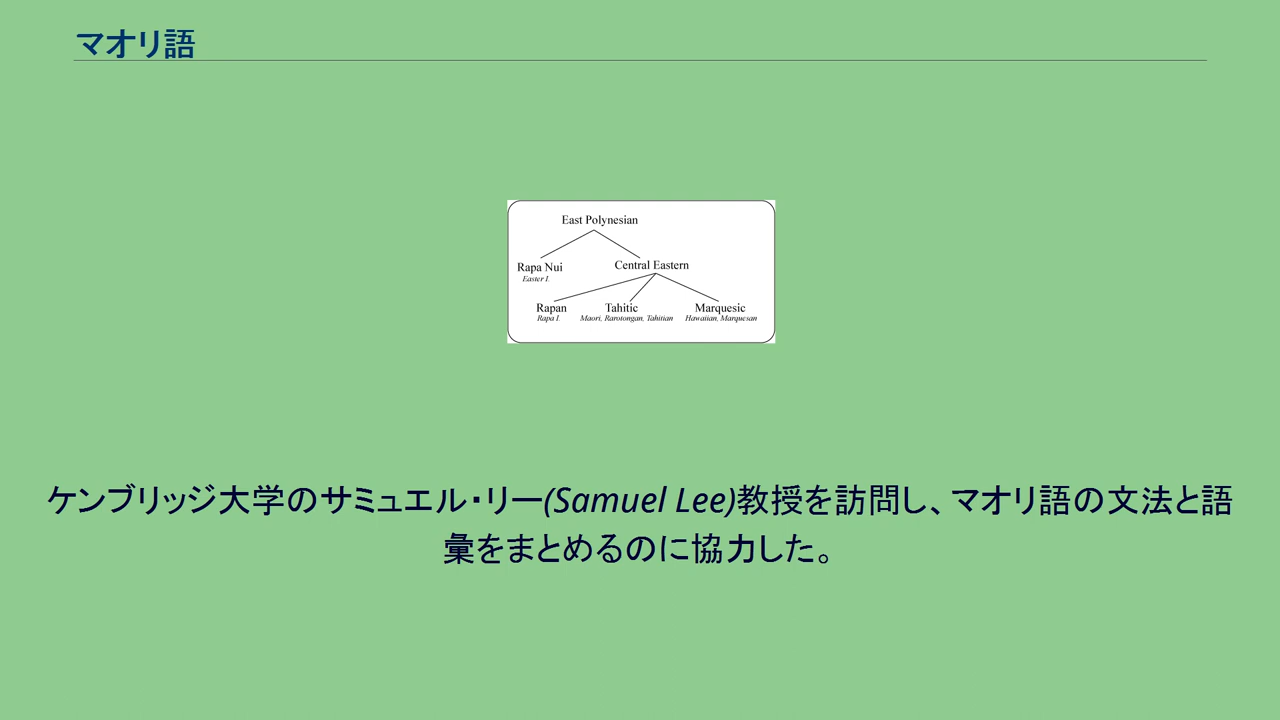 マオリ語
East Polynesian
Rapa Nui
Easter I.
Central Eastern
Rapan
Rapa I.
Tahitic
Maori, Rarotongan, Tahitian
Marquesic
Hawaiian, Marquesan
ケンブリッジ大学のサミュエル・リー(Samuel Lee)教授を訪問し、マオリ語の文法と語
彙をまとめるのに協力した。